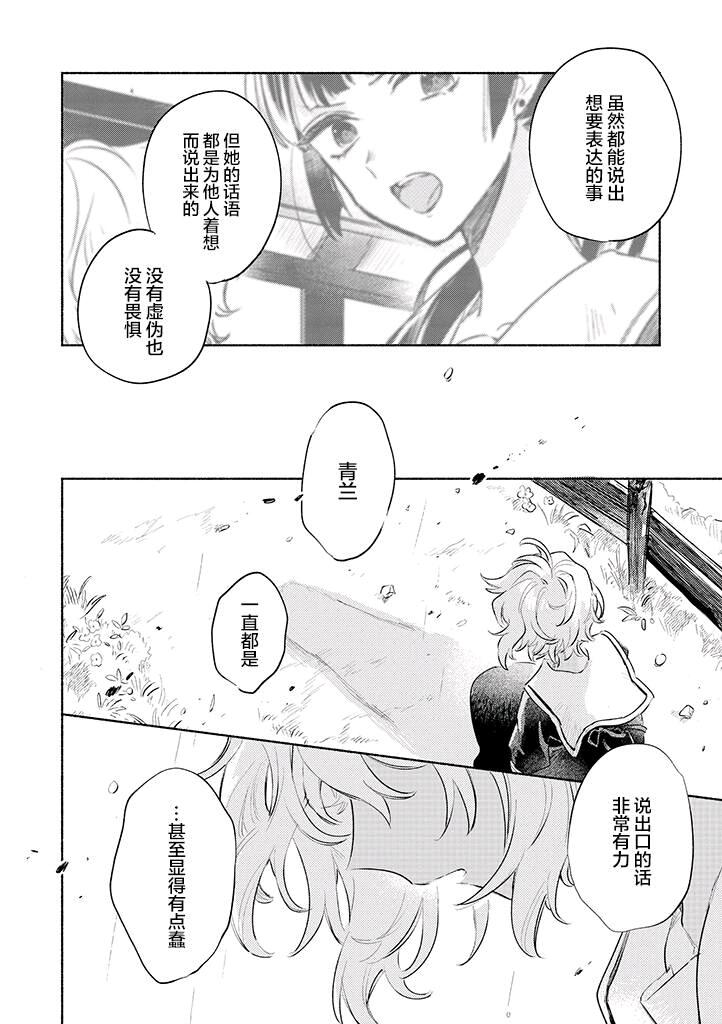 虽然都能说出
想要表达的事
但她的话语
都是为他人着想
而说出来的
没有虚伪也
没有畏惧
青兰
一直都是
说出口的话
非常有力
…甚至显得有点蠢